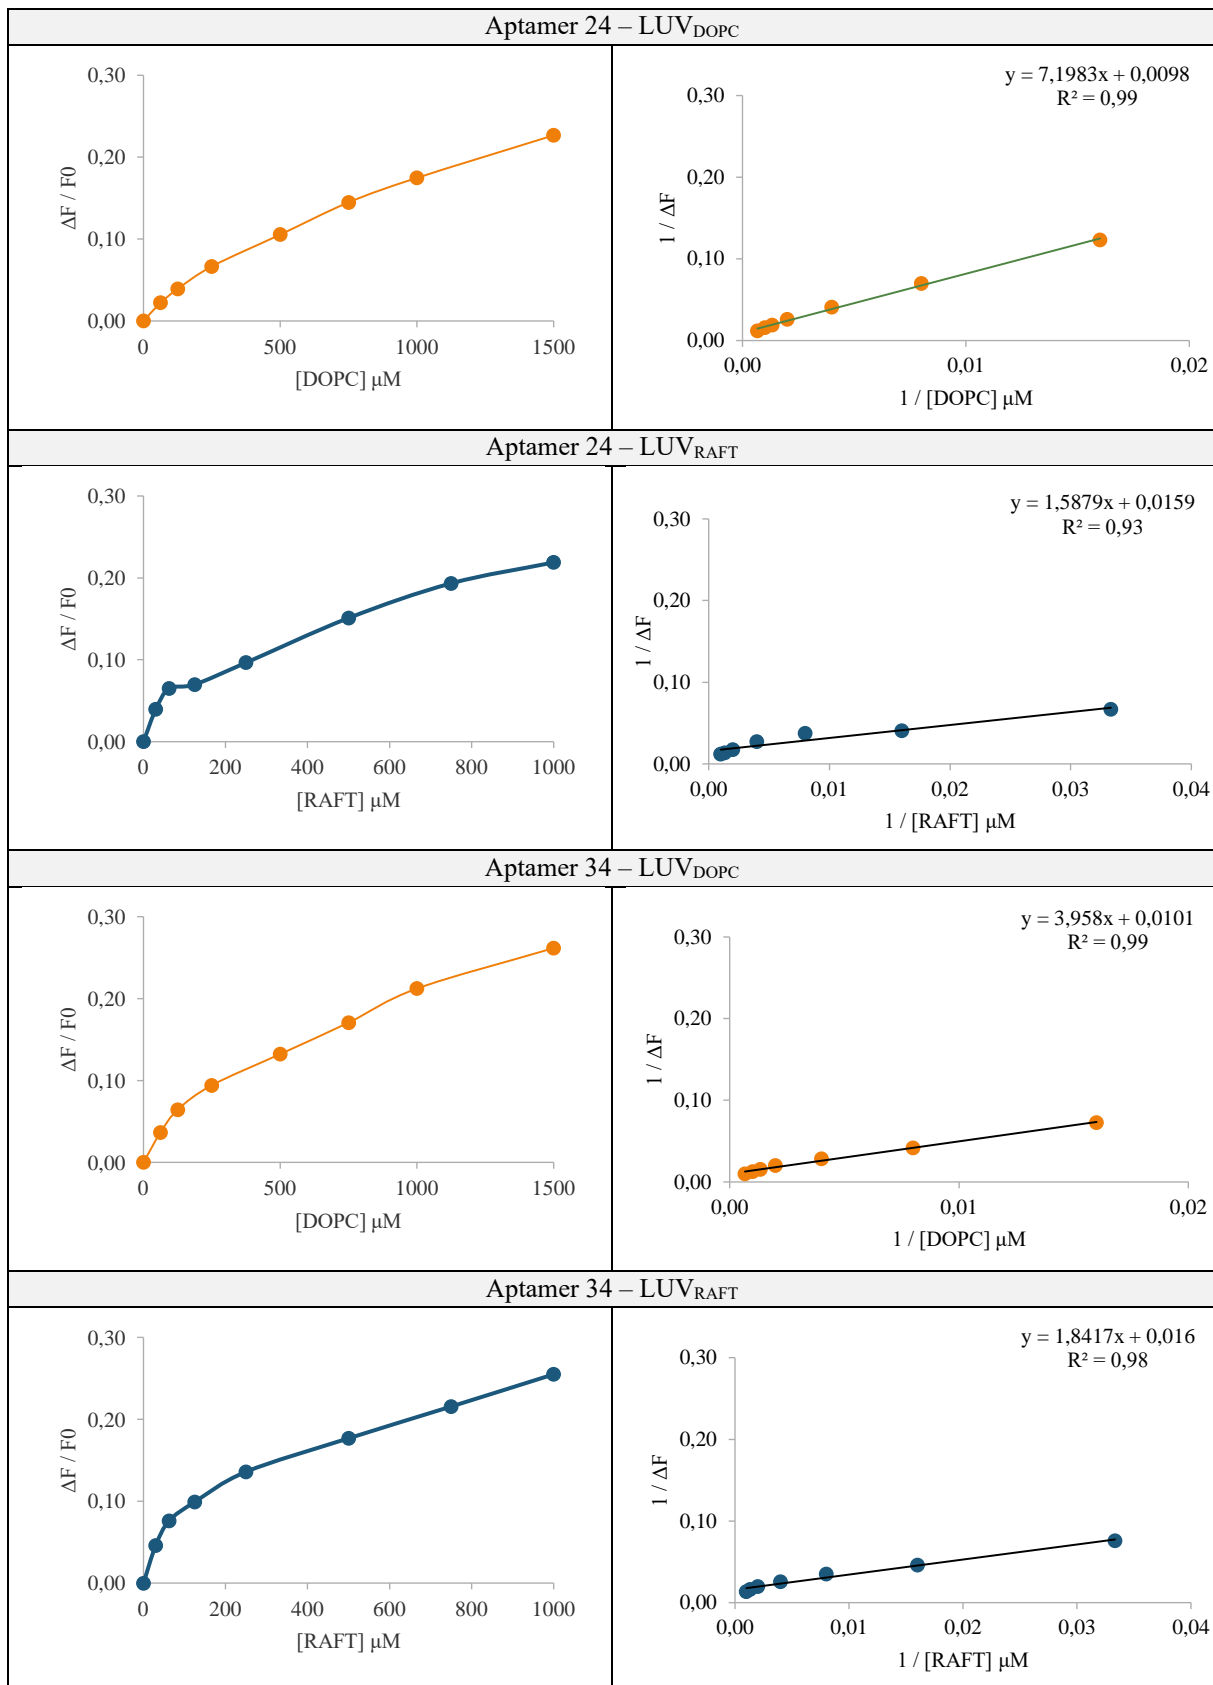 Aptamer 24 – LUVDOPC
0,30
0,20
0,10
0,00
ΔF / F0
0 500 1000 1500
[DOPC] μM
y = 7,1983x + 0,0098
R² = 0,99
0,30
0,20
0,10
0,00
1 / ΔF
0,00 0,01 0,02
1 / [DOPC] μM
Aptamer 24 – LUVRAFT
0,30
0,20
0,10
0,00
ΔF / F0
0 200 400 600 800 1000
[RAFT] μM
y = 1,5879x + 0,0159
R² = 0,93
0,30
0,20
0,10
0,00
1 / ΔF
0,00 0,01 0,02 0,03 0,04
1 / [RAFT] μM
Aptamer 34 – LUVDOPC
0,30
0,20
0,10
0,00
ΔF / F0
0 500 1000 1500
[DOPC] μM
y = 3,958x + 0,0101
R² = 0,99
0,30
0,20
0,10
0,00
1 / ΔF
0,00 0,01 0,02
1 / [DOPC] μM
Aptamer 34 – LUVRAFT
0,30
0,20
0,10
0,00
ΔF / F0
0 200 400 600 800 1000
[RAFT] μM
y = 1,8417x + 0,016
R² = 0,98
0,30
0,20
0,10
0,00
1 / ΔF
0,00 0,01 0,02 0,03 0,04
1 / [RAFT] μM